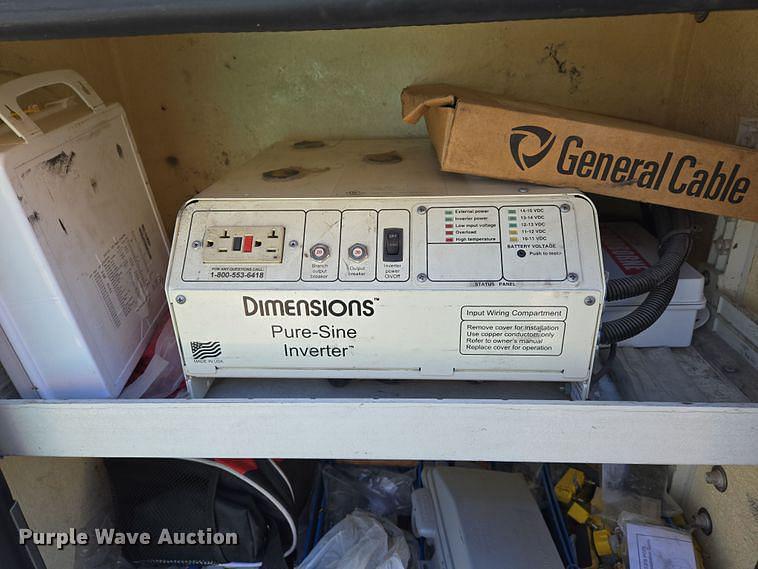 General Cable
External power
Inverter power
Low input voltage
Overload
High temperature
14-15 VDC
13-14 VDC
12-13 VDC
11-12 VDC
10-11 VDC
BATTERY VOLTAGE
Push to test
STATUS PANEL
FOR ANY QUESTIONS CALL:
1-800-553-6418
20
Branch
output
breaker
Output
breaker
OFF
Inverter
power
On/Off
DIMENSIONS™
Pure-Sine
Inverter™
MADE IN USA
Input Wiring Compartment
Remove cover for installation
Use copper conductors only
Refer to owner's manual
Replace cover for operation
Purple Wave Auction